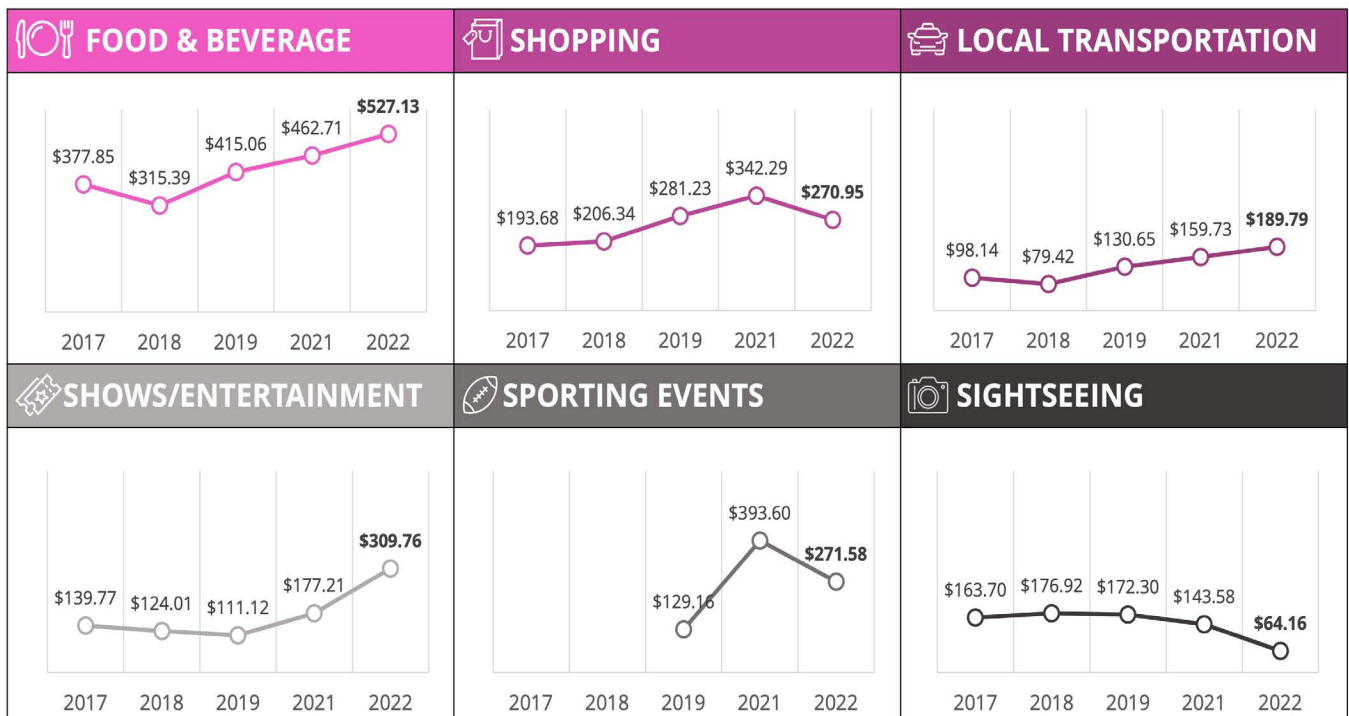 FOOD & BEVERAGE
$377.85
$315.39
$415.06
$462.71
$527.13
2017 2018 2019 2021 2022
SHOPPING
$193.68
$206.34
$281.23
$342.29
$270.95
2017 2018 2019 2021 2022
LOCAL TRANSPORTATION
$98.14
$79.42
$130.65
$159.73
$189.79
2017 2018 2019 2021 2022
SHOWS/ENTERTAINMENT
$139.77
$124.01
$111.12
$177.21
$309.76
2017 2018 2019 2021 2022
SPORTING EVENTS
$129.16
$393.60
$271.58
2017 2018 2019 2021 2022
SIGHTSEEING
$163.70
$176.92
$172.30
$143.58
$64.16
2017 2018 2019 2021 2022